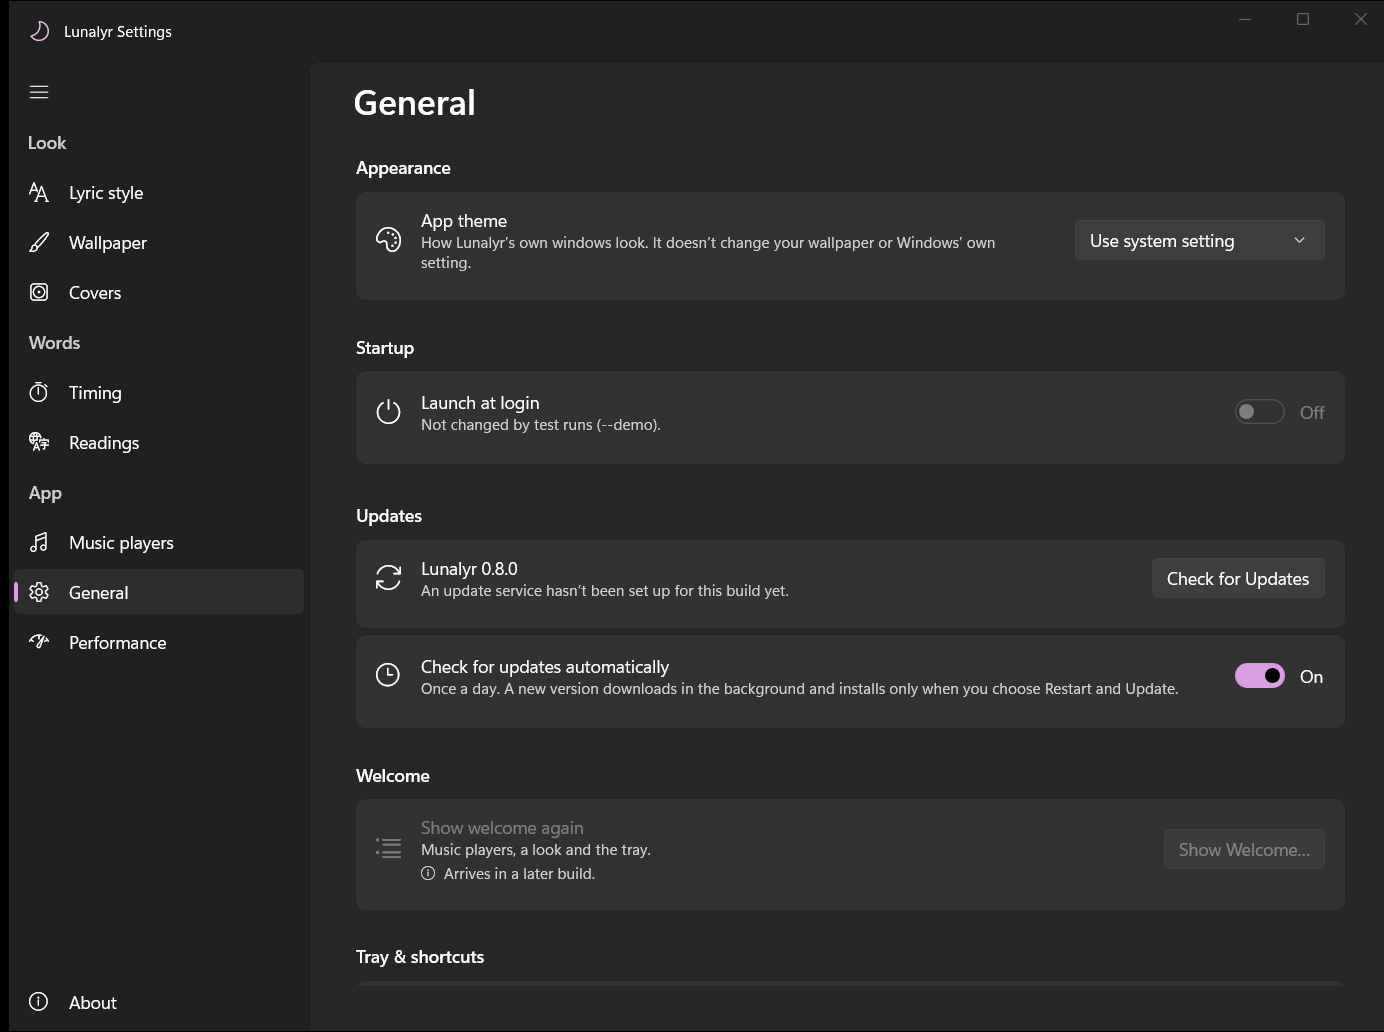 Lunalyr Settings
Look
Lyric style
Wallpaper
Covers
Words
Timing
Readings
App
Music players
General
Performance
About
General
Appearance
App theme
How Lunalyr’s own windows look. It doesn’t change your wallpaper or Windows’ own
setting.
Use system setting
Startup
Launch at login
Not changed by test runs (--demo).
Off
Updates
Lunalyr 0.8.0
An update service hasn’t been set up for this build yet.
Check for Updates
Check for updates automatically
Once a day. A new version downloads in the background and installs only when you choose Restart and Update.
On
Welcome
Show welcome again
Music players, a look and the tray.
Arrives in a later build.
Show Welcome...
Tray & shortcuts